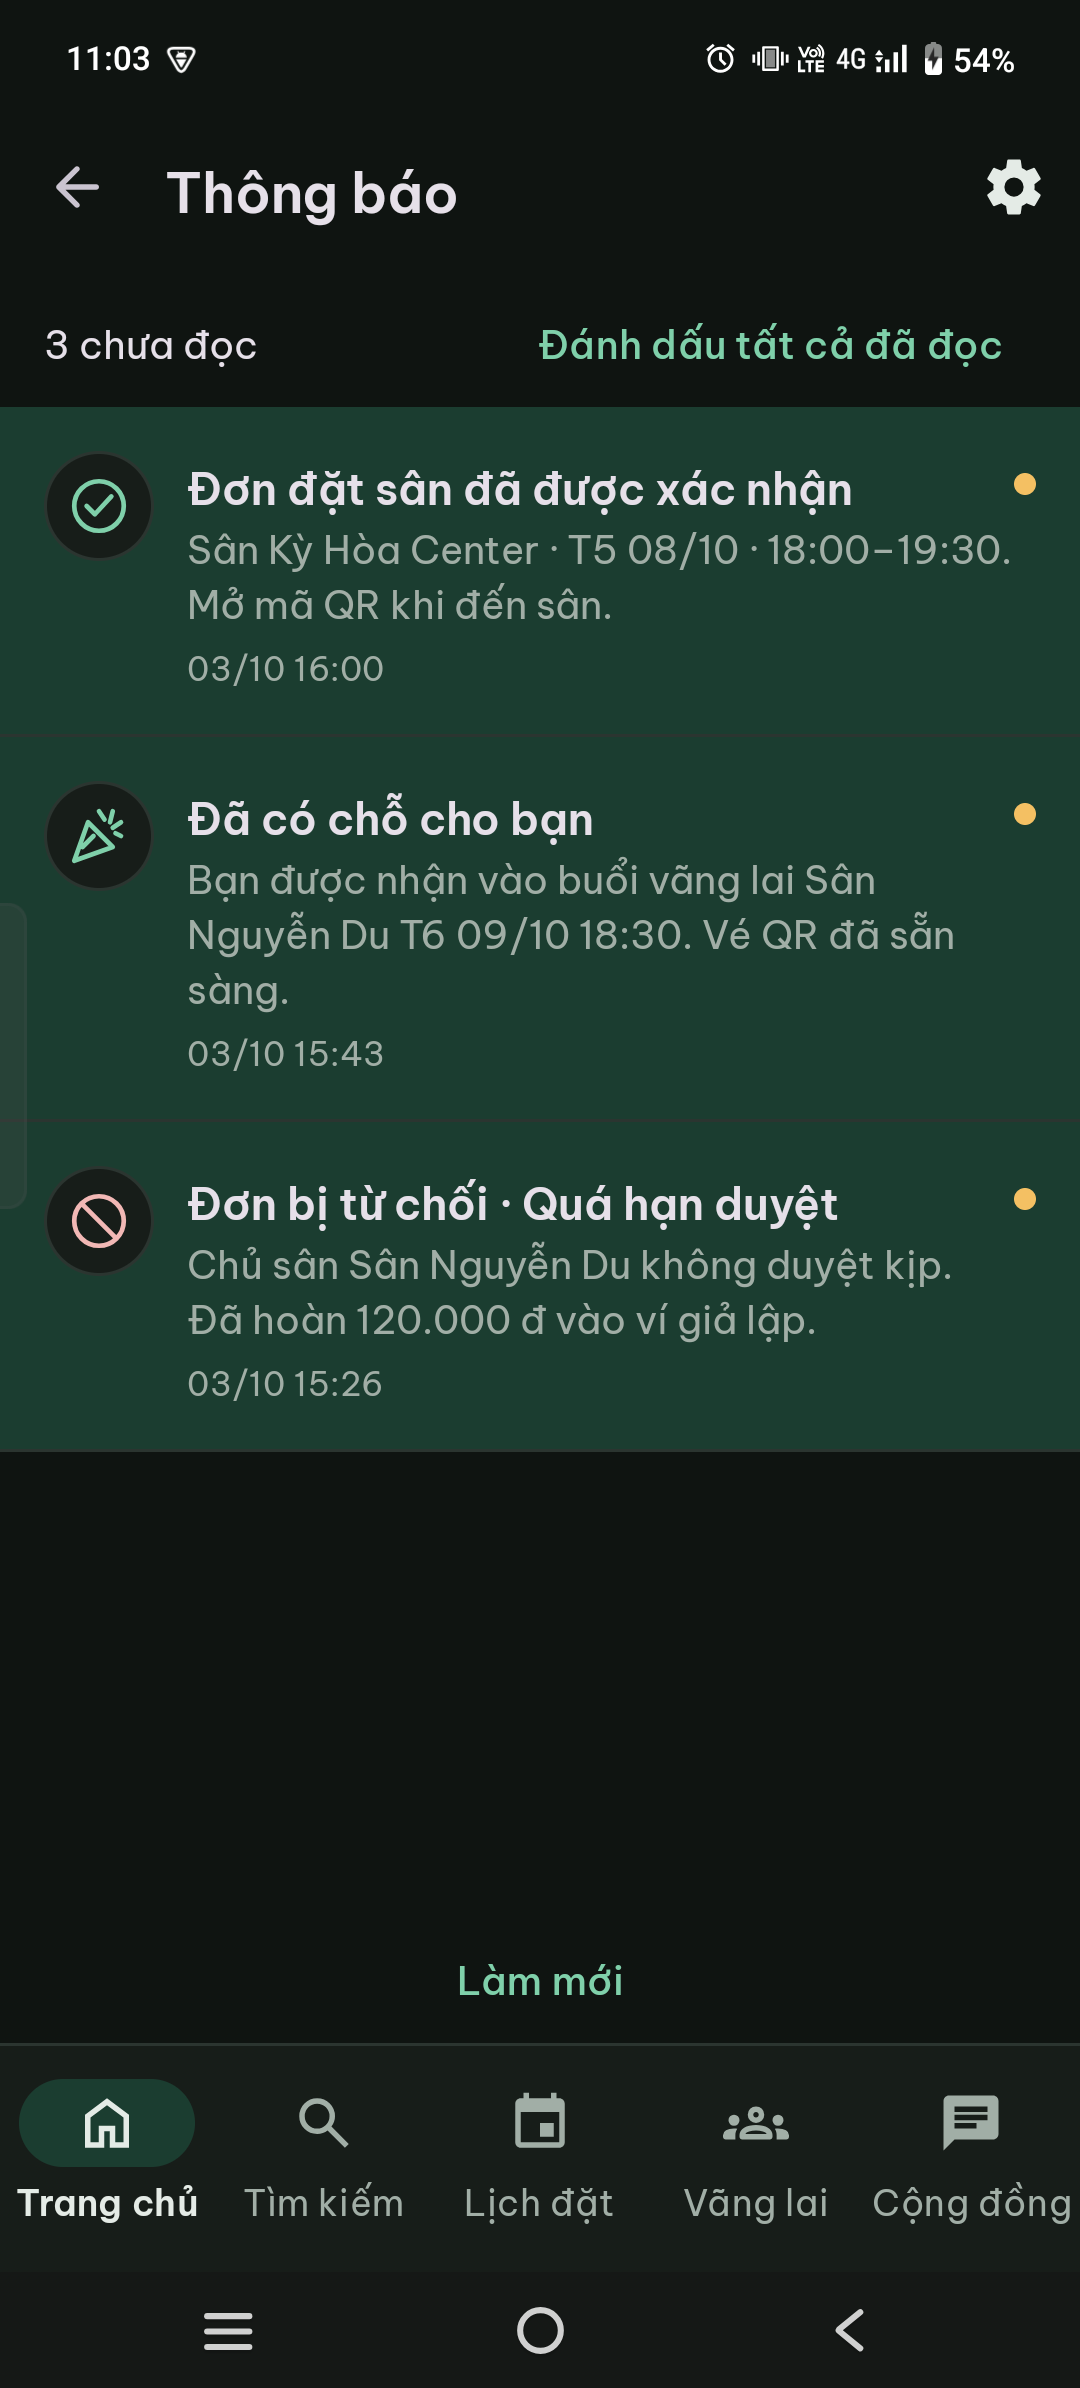 11:03
VoLTE 4G 54%
Thông báo
3 chưa đọc
Đánh dấu tất cả đã đọc
Đơn đặt sân đã được xác nhận
Sân Kỳ Hòa Center · T5 08/10 · 18:00–19:30.
Mở mã QR khi đến sân.
03/10 16:00
Đã có chỗ cho bạn
Bạn được nhận vào buổi vãng lai Sân
Nguyễn Du T6 09/10 18:30. Vé QR đã sẵn
sàng.
03/10 15:43
Đơn bị từ chối · Quá hạn duyệt
Chủ sân Sân Nguyễn Du không duyệt kịp.
Đã hoàn 120.000 đ vào ví giả lập.
03/10 15:26
Làm mới
Trang chủ
Tìm kiếm
Lịch đặt
Vãng lai
Cộng đồng